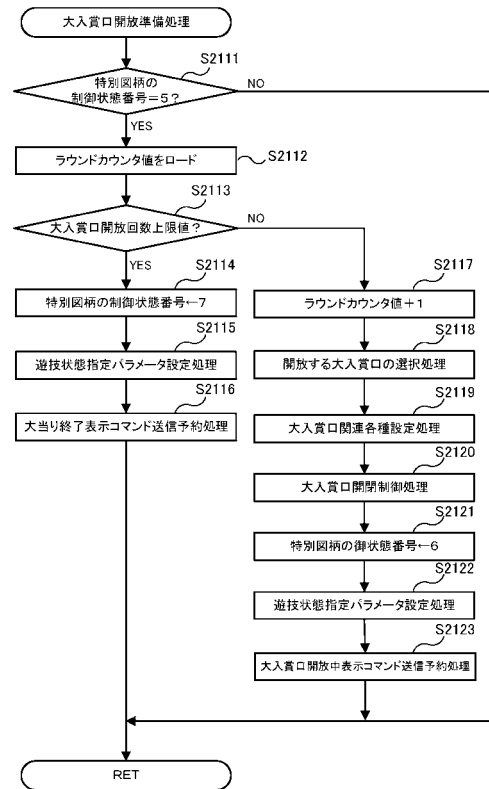 大入賞口開放準備処理
S2111
特別図柄の
制御状態番号=5?
NO
YES
ラウンドカウンタ値をロード
S2112
S2113
大入賞口開放回数上限値?
NO
YES
S2114
特別図柄の制御状態番号←7
S2115
遊技状態指定パラメータ設定処理
S2116
大当り終了表示コマンド送信予約処理
S2117
ラウンドカウンタ値+1
S2118
開放する大入賞口の選択処理
S2119
大入賞口関連各種設定処理
S2120
大入賞口開閉制御処理
S2121
特別図柄の御状態番号←6
S2122
遊技状態指定パラメータ設定処理
S2123
大入賞口開放中表示コマンド送信予約処理
RET